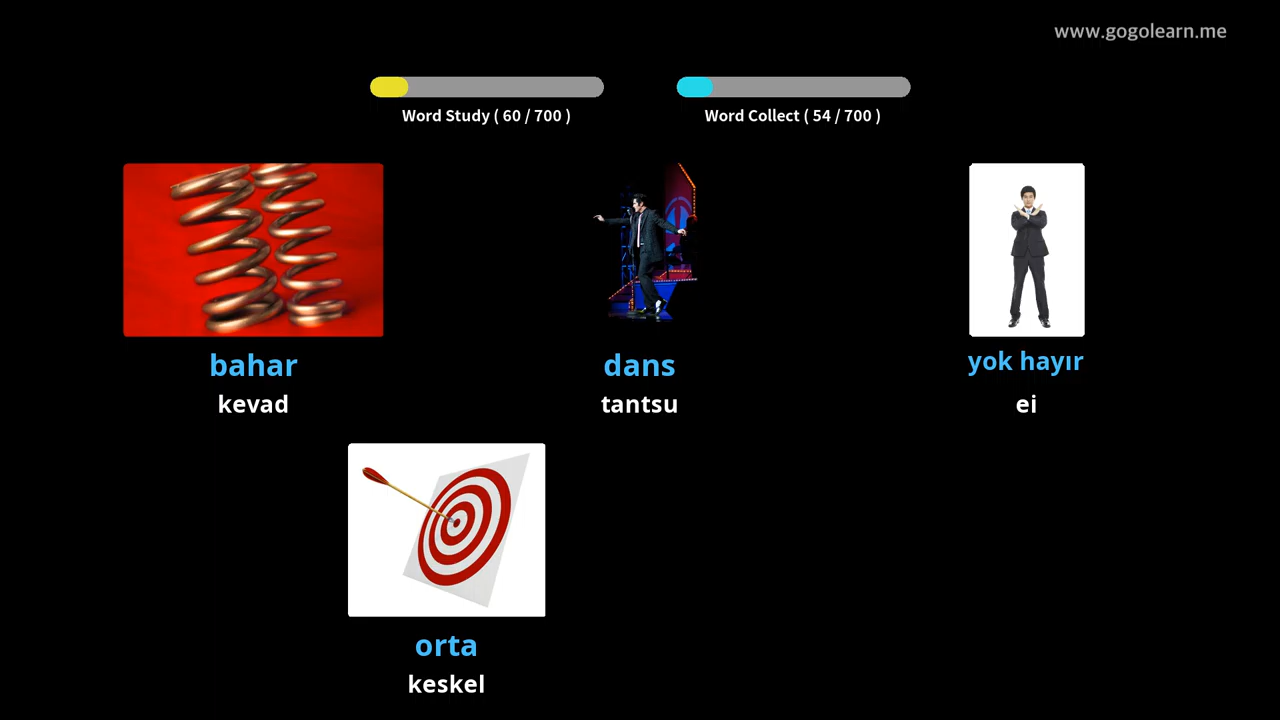 www.gogolearn.me
Word Study ( 60 / 700 )
Word Collect ( 54 / 700 )
bahar
kevad
dans
tantsu
yok hayır
ei
orta
keskel